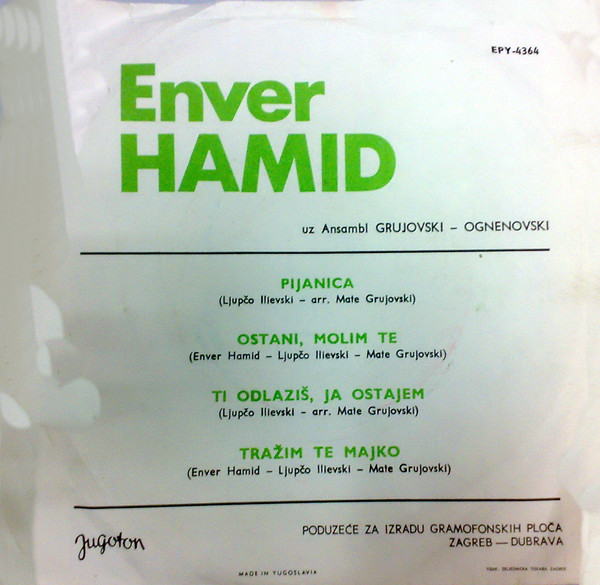 EPY-4364
Enver
HAMID
uz Ansambl GRUJOVSKI – OGNENOVSKI
PIJANICA
(Ljupčo Ilievski – arr. Mate Grujovski)
OSTANI, MOLIM TE
(Enver Hamid – Ljupčo Ilievski – Mate Grujovski)
TI ODLAZIŠ, JA OSTAJEM
(Ljupčo Ilievski – arr. Mate Grujovski)
TRAŽIM TE MAJKO
(Enver Hamid – Ljupčo Ilievski – Mate Grujovski)
Jugoton
PODUZEĆE ZA IZRADU GRAMOFONSKIH PLOČA
ZAGREB — DUBRAVA
MADE IN YUGOSLAVIA
ZAGREB